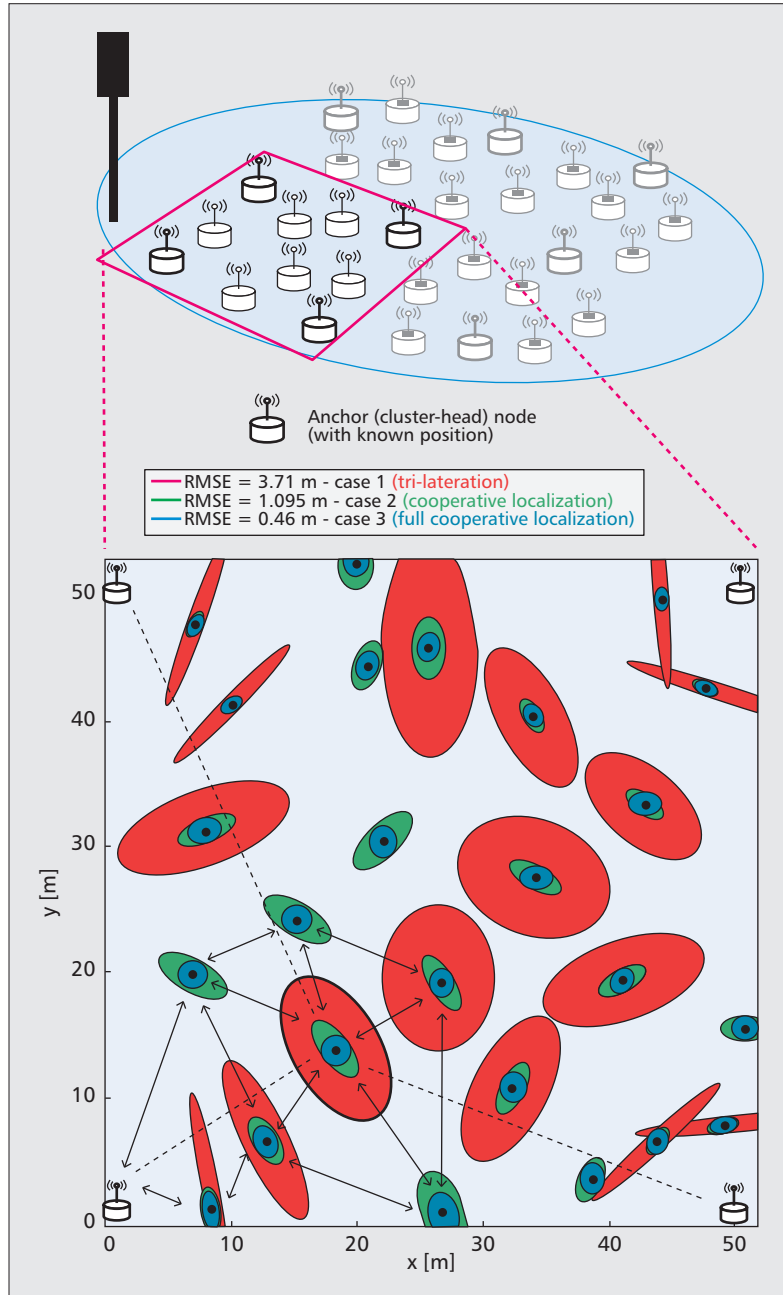 Anchor (cluster-head) node
(with known position)
RMSE = 3.71 m - case 1 (tri-lateration)
RMSE = 1.095 m - case 2 (cooperative localization)
RMSE = 0.46 m - case 3 (full cooperative localization)
50
40
30
y [m]
20
10
0
0 10 20 30 40 50
x [m]